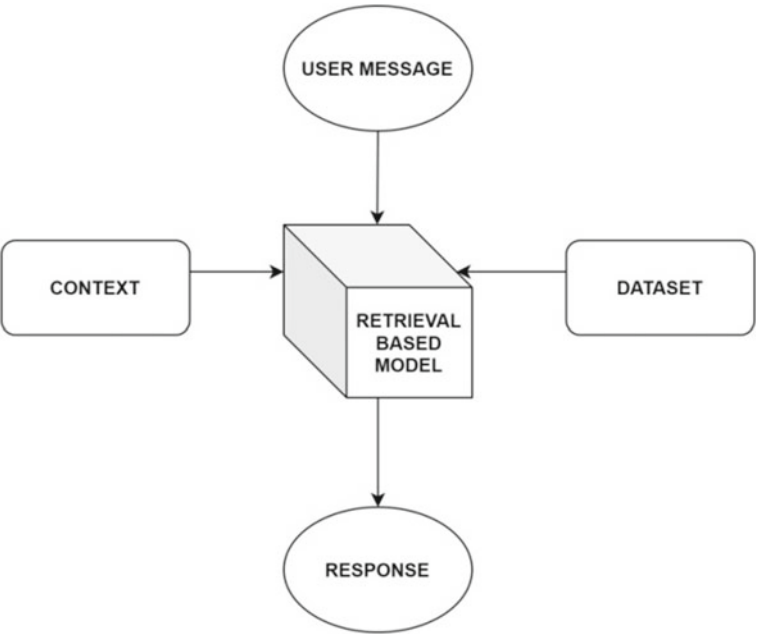 USER MESSAGE
CONTEXT
DATASET
RETRIEVAL
BASED
MODEL
RESPONSE